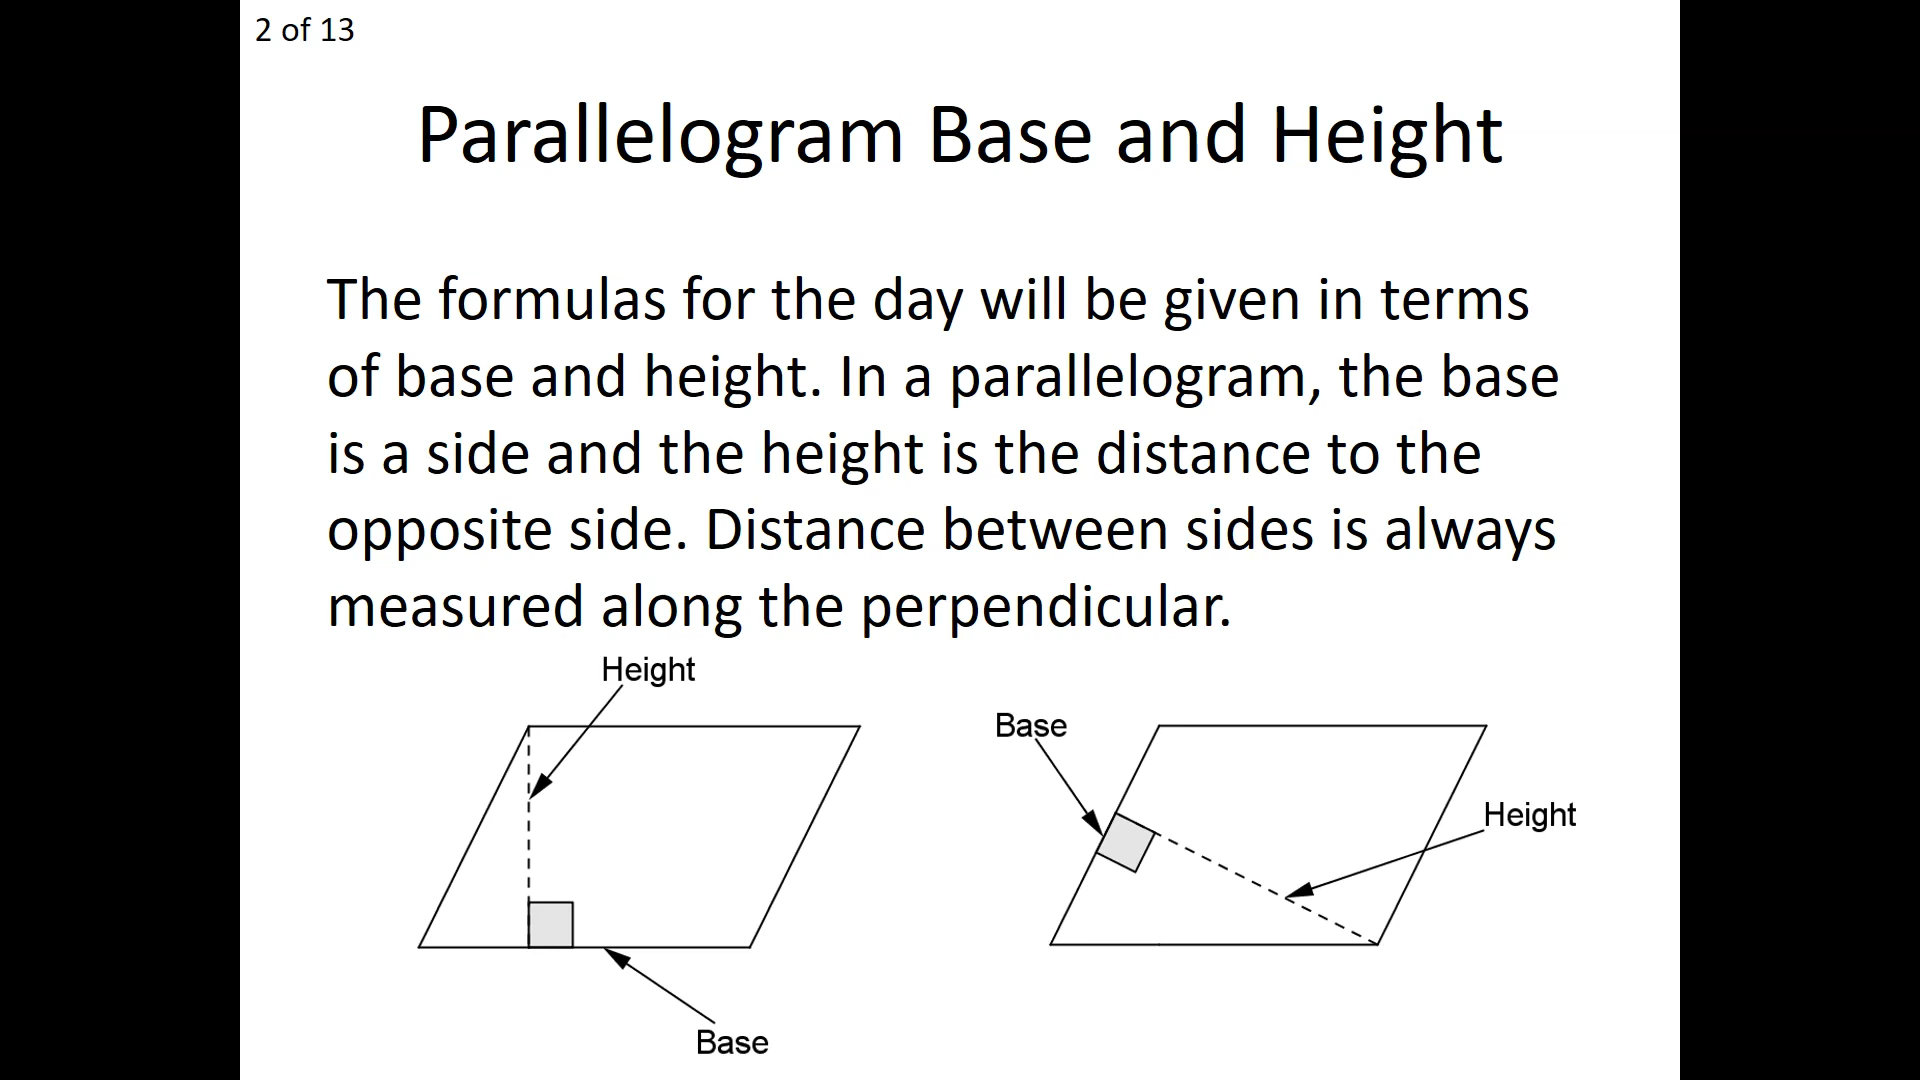 2 of 13
Parallelogram Base and Height
The formulas for the day will be given in terms
of base and height. In a parallelogram, the base
is a side and the height is the distance to the
opposite side. Distance between sides is always
measured along the perpendicular.
Height
Base
Base
Height